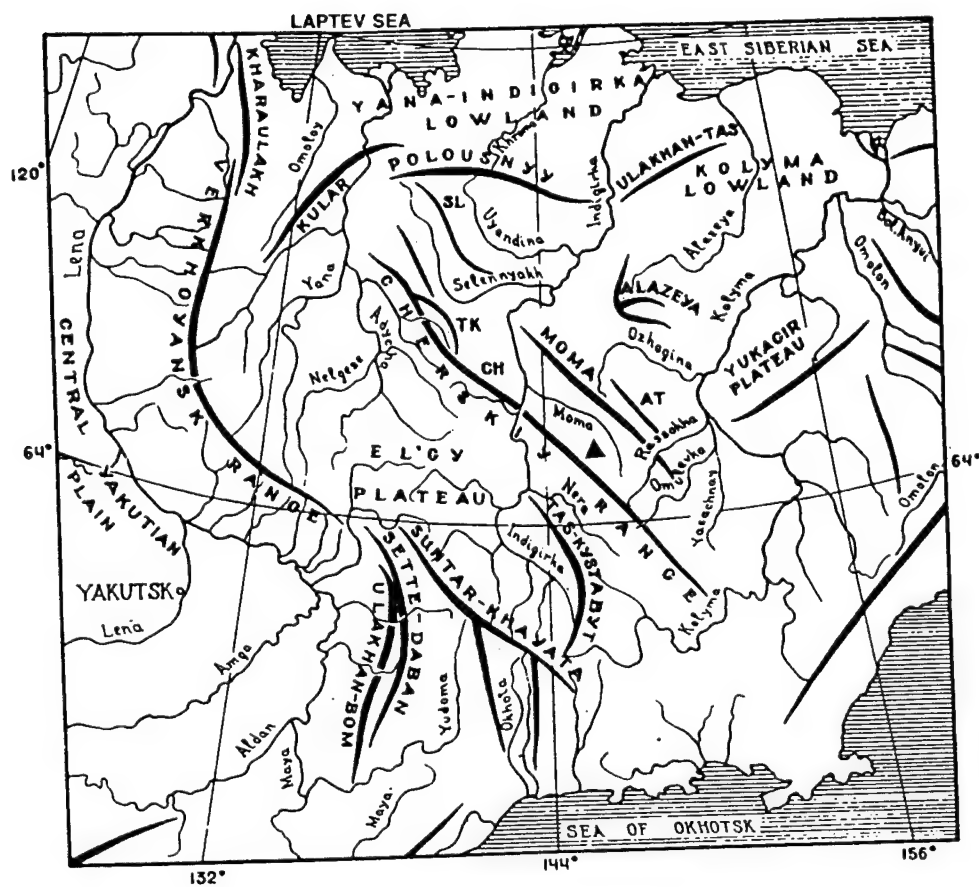 LAPTEV SEA
EAST SIBERIAN SEA
YANA-INDIGIRKA
LOWLAND
KHARAULAKH
Omoloy
Khroma
120°
POLOUSNYY
ULAKHAN-TAS
KOLYMA
LOWLAND
KULAR
SL
Indigirka
Uyandina
Alazeya
Omolon
VERKHOYANSK
RANGE
Lena
Yana
Selennyakh
ALAZEYA
Kolyma
CHERSKI
RANGE
Adycha
TK
Ozhogina
CENTRAL
YAKUTIAN
PLAIN
Nelgese
CH
MOMA
AT
YUKAGIR
PLATEAU
Moma
Rassokha
EL'GY
PLATEAU
64°
64°
Omulevka
Yasachnay
Omolon
Nera
TAS-KYSTABYT
Indigirka
SETTE-DABAN
SUNTAR-KHAYATA
YAKUTSK
Lena
ULAKHAN-BOM
Kolyma
Amga
Yudoma
Okhota
Aldan
Maya
Maya
SEA OF OKHOTSK
132°
144°
156°